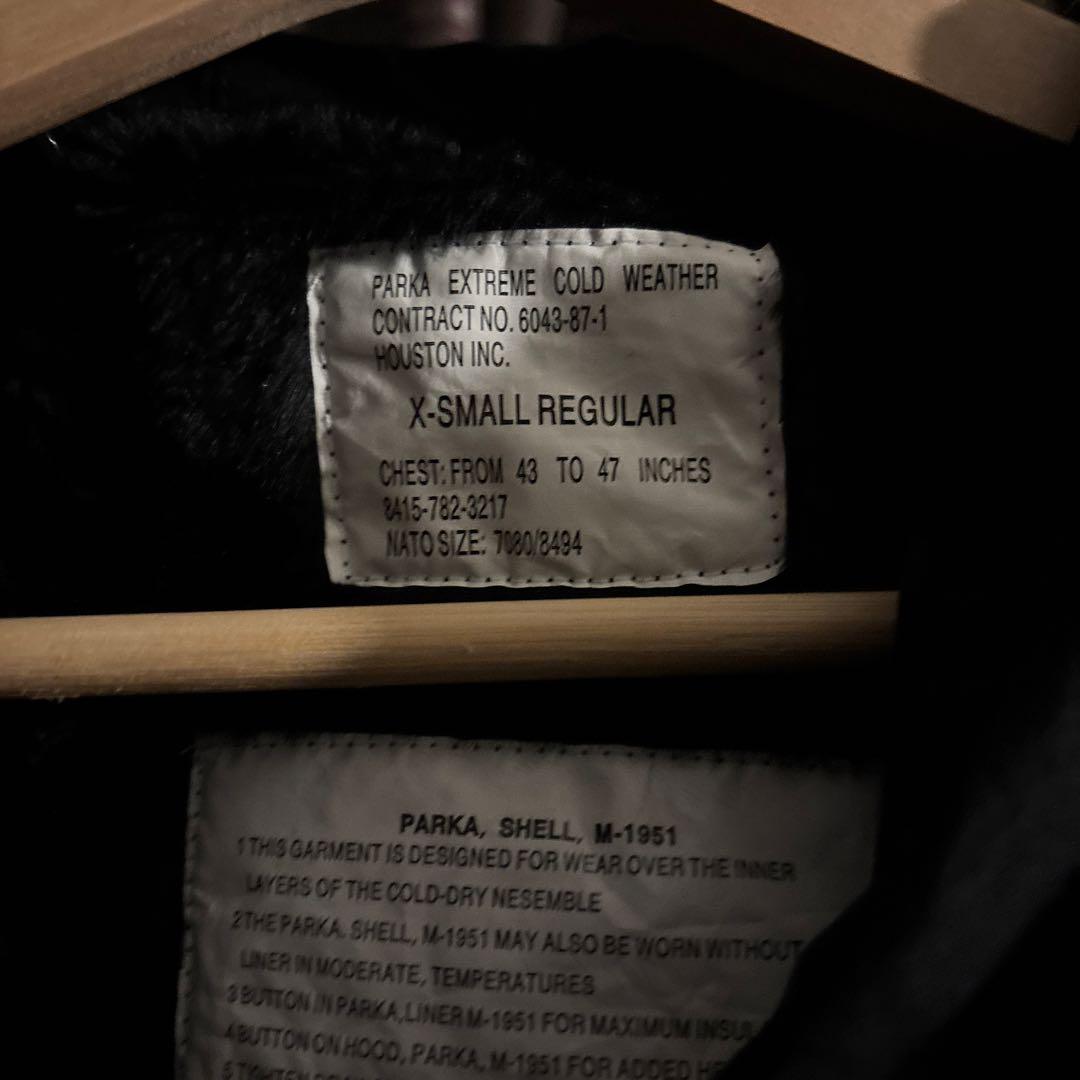 PARKA EXTREME COLD WEATHER
CONTRACT NO. 6043-87-1
HOUSTON INC.
X-SMALL REGULAR
CHEST: FROM 43 TO 47 INCHES
8415-782-3217
NATO SIZE: 7080/8494
PARKA, SHELL, M-1951
1 THIS GARMENT IS DESIGNED FOR WEAR OVER THE INNER
LAYERS OF THE COLD-DRY NESEMBLE
2 THE PARKA. SHELL, M-1951 MAY ALSO BE WORN WITHOUT
LINER IN MODERATE, TEMPERATURES
3 BUTTON IN PARKA, LINER M-1951 FOR MAXIMUM
4 BUTTON ON HOOD, PARKA, M-1951 FOR ADDED
5 TIGHTEN